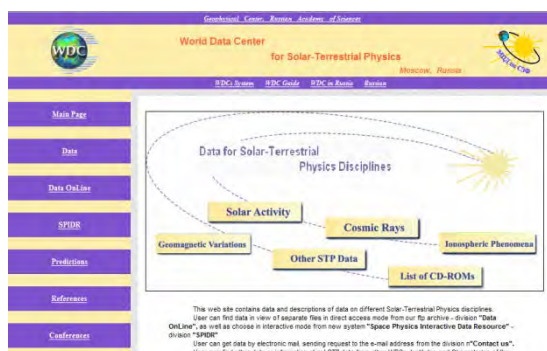 Geophysical Center, Russian Academy of Sciences
WDC
World Data Center
for Solar-Terrestrial Physics
Moscow, Russia
WDCs System WDC Guide WDC in Russia Russian
Main Page
Data
Data OnLine
SPIDR
Predictions
References
Conferences
Data for Solar-Terrestrial
Physics Disciplines
Solar Activity
Cosmic Rays
Geomagnetic Variations
Ionospheric Phenomena
Other STP Data
List of CD-ROMs
This web site contains data and descriptions of data on different Solar-Terrestrial Physics disciplines.
User can find data in view of separate files in direct access mode from our ftp archive - division "Data
OnLine", as well as choose in interactive mode from new system "Space Physics Interactive Data Resource" -
division "SPIDR"
User can get data by electronic mail, sending request to the e-mail address from the division n"Contact us".